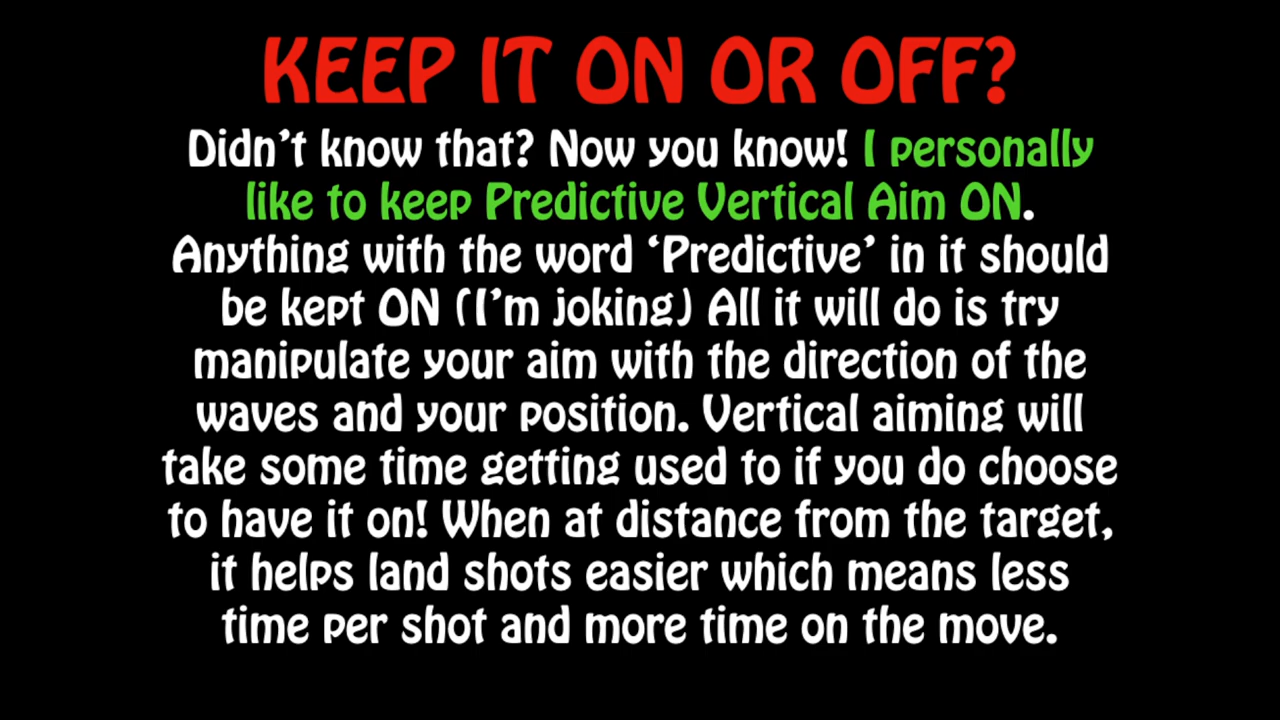 KEEP IT ON OR OFF?
Didn't know that? Now you know! I personally
like to keep Predictive Vertical Aim ON.
Anything with the word ‘Predictive’ in it should
be kept ON (I’m joking) All it will do is try
manipulate your aim with the direction of the
waves and your position. Vertical aiming will
take some time getting used to if you do choose
to have it on! When at distance from the target,
it helps land shots easier which means less
time per shot and more time on the move.